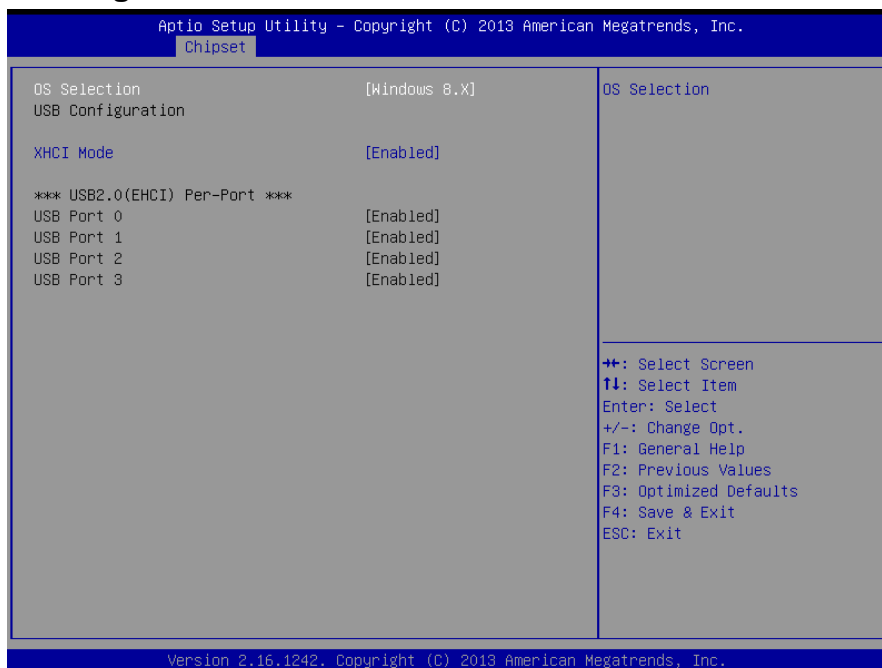 Aptio Setup Utility – Copyright (C) 2013 American Megatrends, Inc.
Chipset
OS Selection [Windows 8.X]
USB Configuration
XHCI Mode [Enabled]
*** USB2.0(EHCI) Per-Port ***
USB Port 0 [Enabled]
USB Port 1 [Enabled]
USB Port 2 [Enabled]
USB Port 3 [Enabled]
OS Selection
→←: Select Screen
↑↓: Select Item
Enter: Select
+/-: Change Opt.
F1: General Help
F2: Previous Values
F3: Optimized Defaults
F4: Save & Exit
ESC: Exit
Version 2.16.1242. Copyright (C) 2013 American Megatrends, Inc.